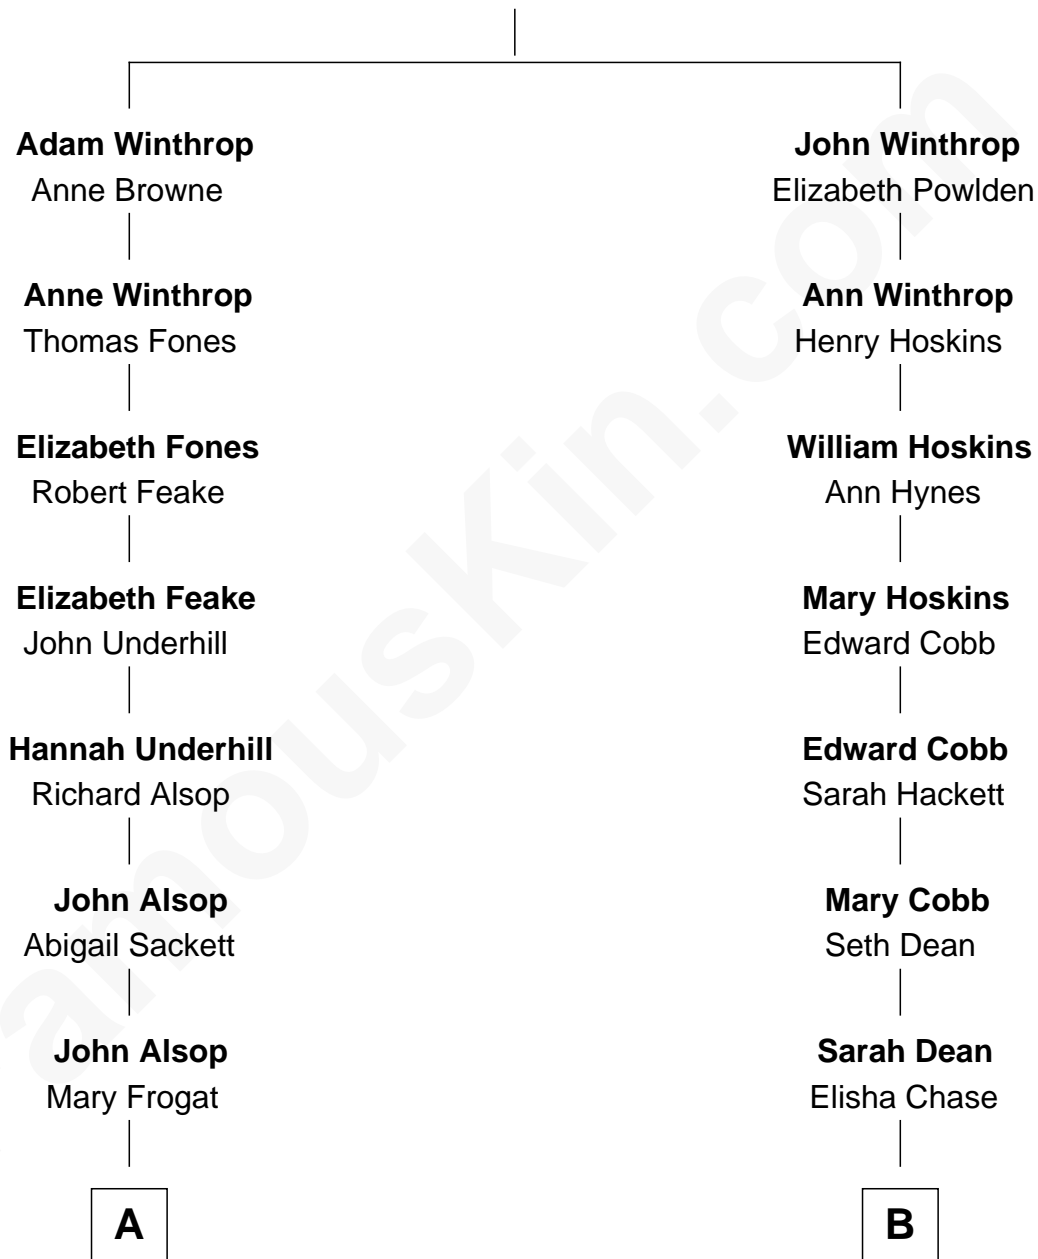 Adam Winthrop
Anne Browne
Anne Winthrop
Thomas Fones
Elizabeth Fones
Robert Feake
Elizabeth Feake
John Underhill
Hannah Underhill
Richard Alsop
John Alsop
Abigail Sackett
John Alsop
Mary Frogat
A
John Winthrop
Elizabeth Powlden
Ann Winthrop
Henry Hoskins
William Hoskins
Ann Hynes
Mary Hoskins
Edward Cobb
Edward Cobb
Sarah Hackett
Mary Cobb
Seth Dean
Sarah Dean
Elisha Chase
B
amousKin.com